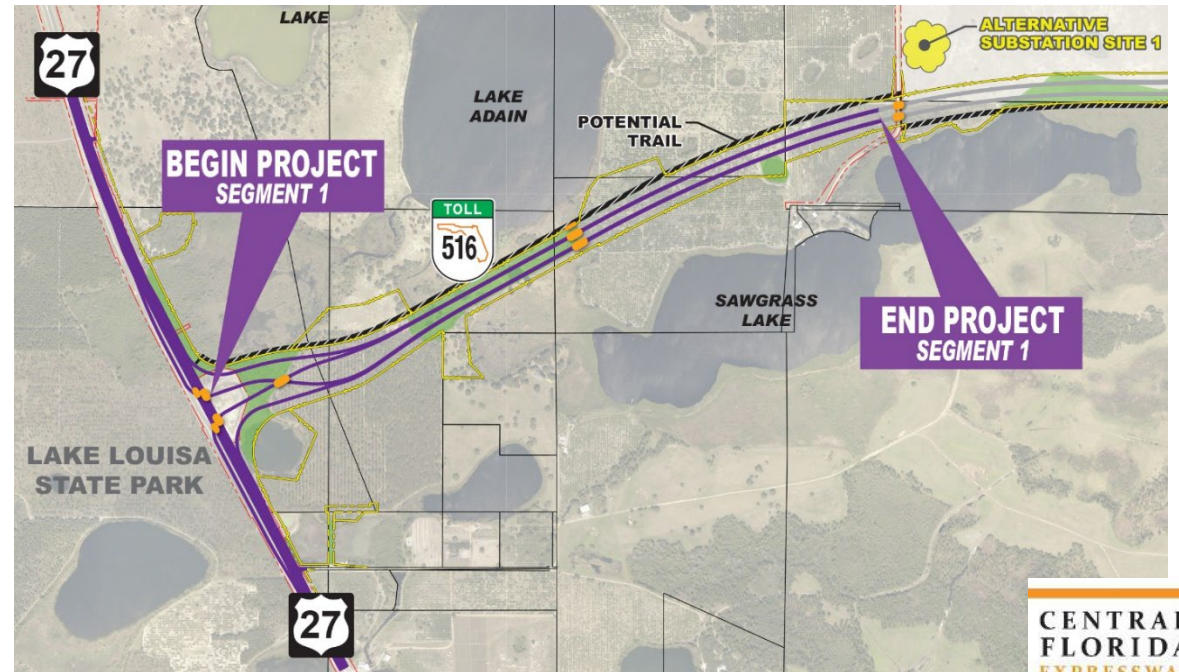 LAKE
27
ALTERNATIVE
SUBSTATION SITE 1
LAKE
ADAIN
POTENTIAL
TRAIL
BEGIN PROJECT
SEGMENT 1
TOLL
516
SAWGRASS
LAKE
END PROJECT
SEGMENT 1
LAKE LOUISA
STATE PARK
27
CENTRAL
FLORIDA